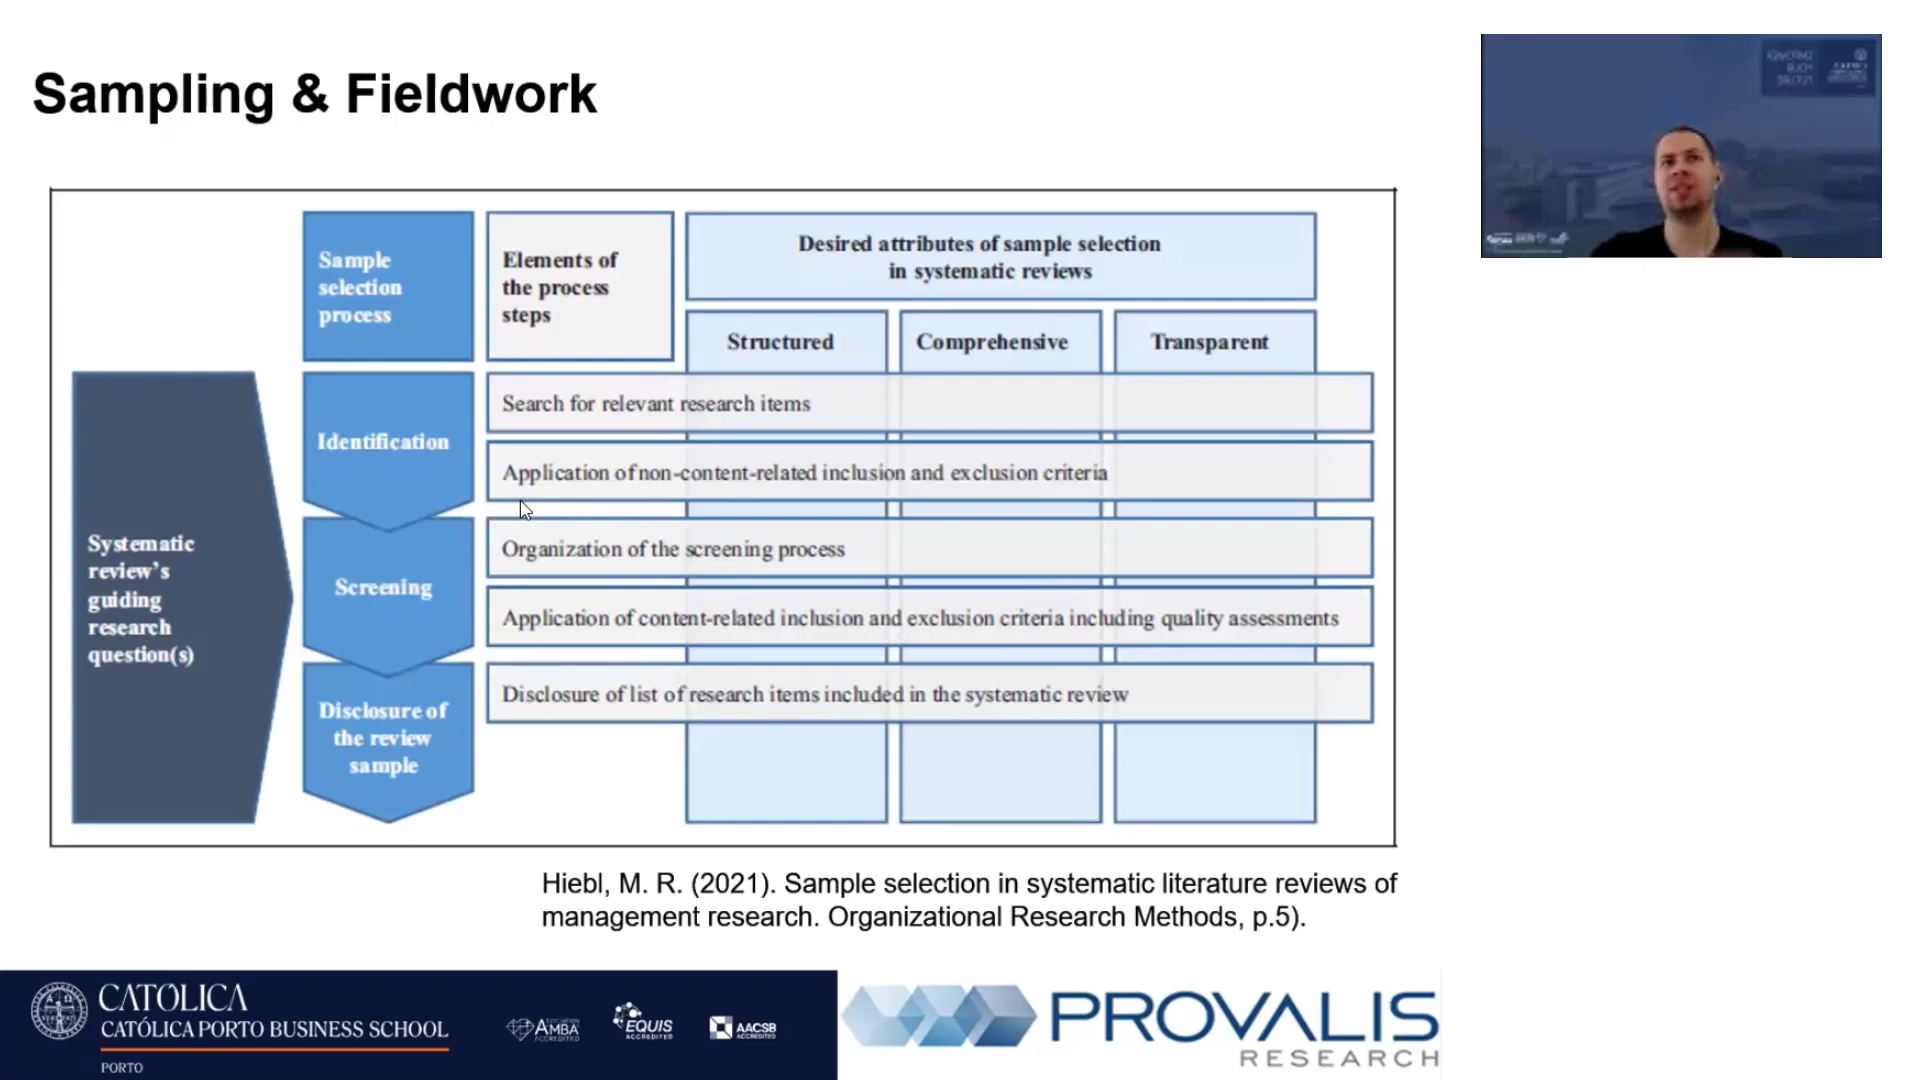 Sampling & Fieldwork
Sample
selection
process
Elements of
the process
steps
Desired attributes of sample selection
in systematic reviews
Structured
Comprehensive
Transparent
Systematic
review's
guiding
research
question(s)
Identification
Search for relevant research items
Application of non-content-related inclusion and exclusion criteria
Screening
Organization of the screening process
Application of content-related inclusion and exclusion criteria including quality assessments
Disclosure of
the review
sample
Disclosure of list of research items included in the systematic review
Hiebl, M. R. (2021). Sample selection in systematic literature reviews of
management research. Organizational Research Methods, p.5).
CATÓLICA
CATÓLICA PORTO BUSINESS SCHOOL
PORTO
ASSOCIATION
AMBA
ACCREDITED
EQUIS
ACCREDITED
AACSB
ACCREDITED
PROVALIS
RESEARCH